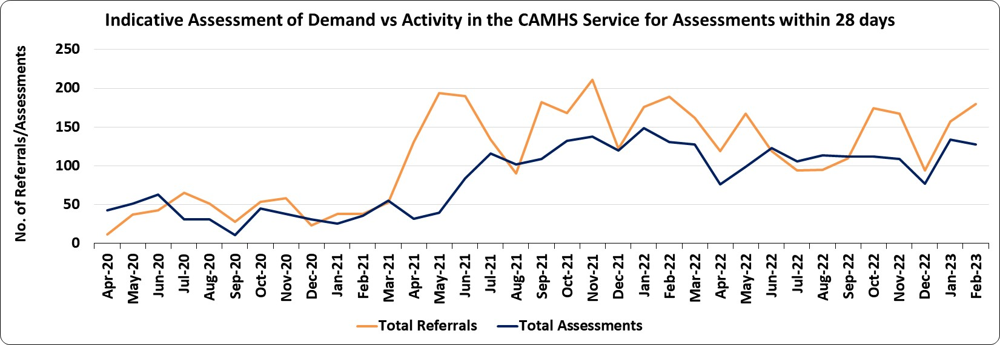 Indicative Assessment of Demand vs Activity in the CAMHS Service for Assessments within 28 days
No. of Referrals/Assessments
250
200
150
100
50
0
Apr-20
May-20
Jun-20
Jul-20
Aug-20
Sep-20
Oct-20
Nov-20
Dec-20
Jan-21
Feb-21
Mar-21
Apr-21
May-21
Jun-21
Jul-21
Aug-21
Sep-21
Oct-21
Nov-21
Dec-21
Jan-22
Feb-22
Mar-22
Apr-22
May-22
Jun-22
Jul-22
Aug-22
Sep-22
Oct-22
Nov-22
Dec-22
Jan-23
Feb-23
Total Referrals
Total Assessments